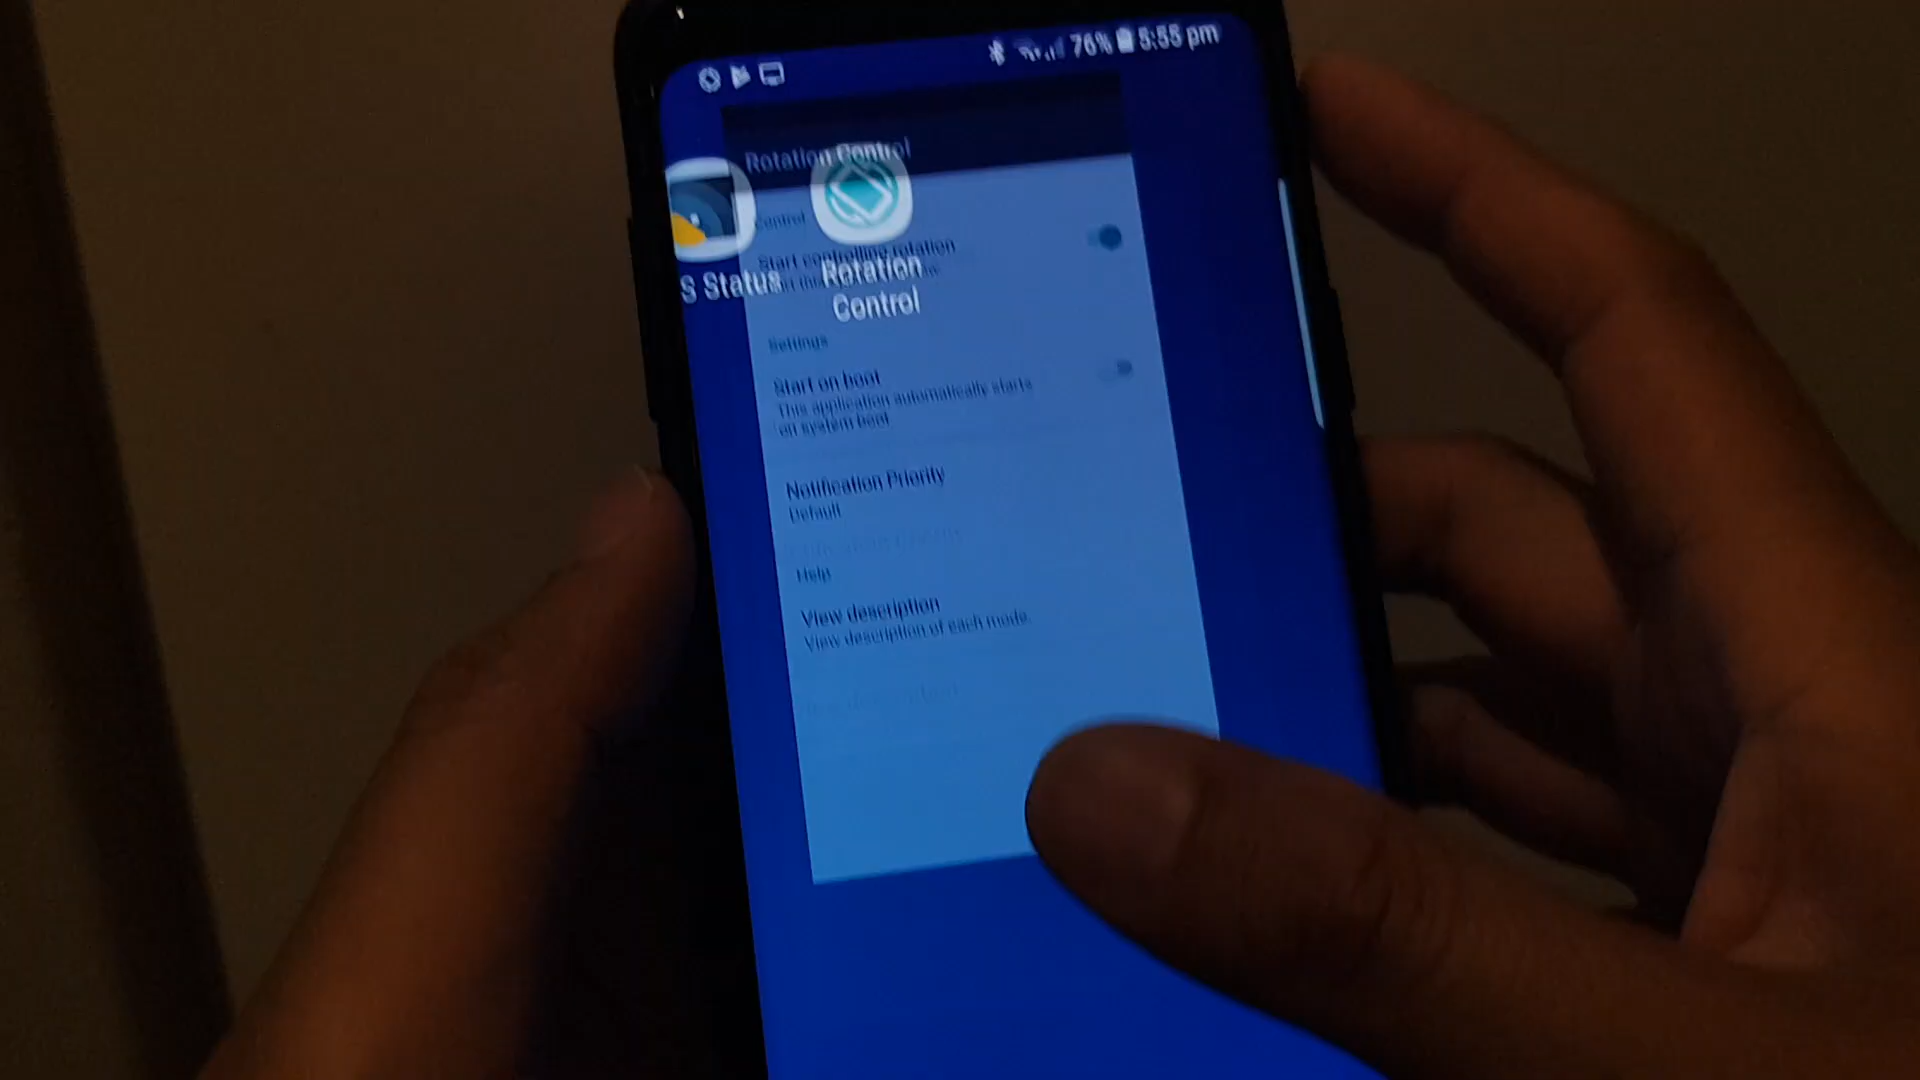 76% 5:55 pm
Rotation Control
Control
Start controlling rotation
S Status
Rotation
Control
Settings
Start on boot
This application automatically starts
on system boot
Notification Priority
Default
Help
View description
View description of each mode.